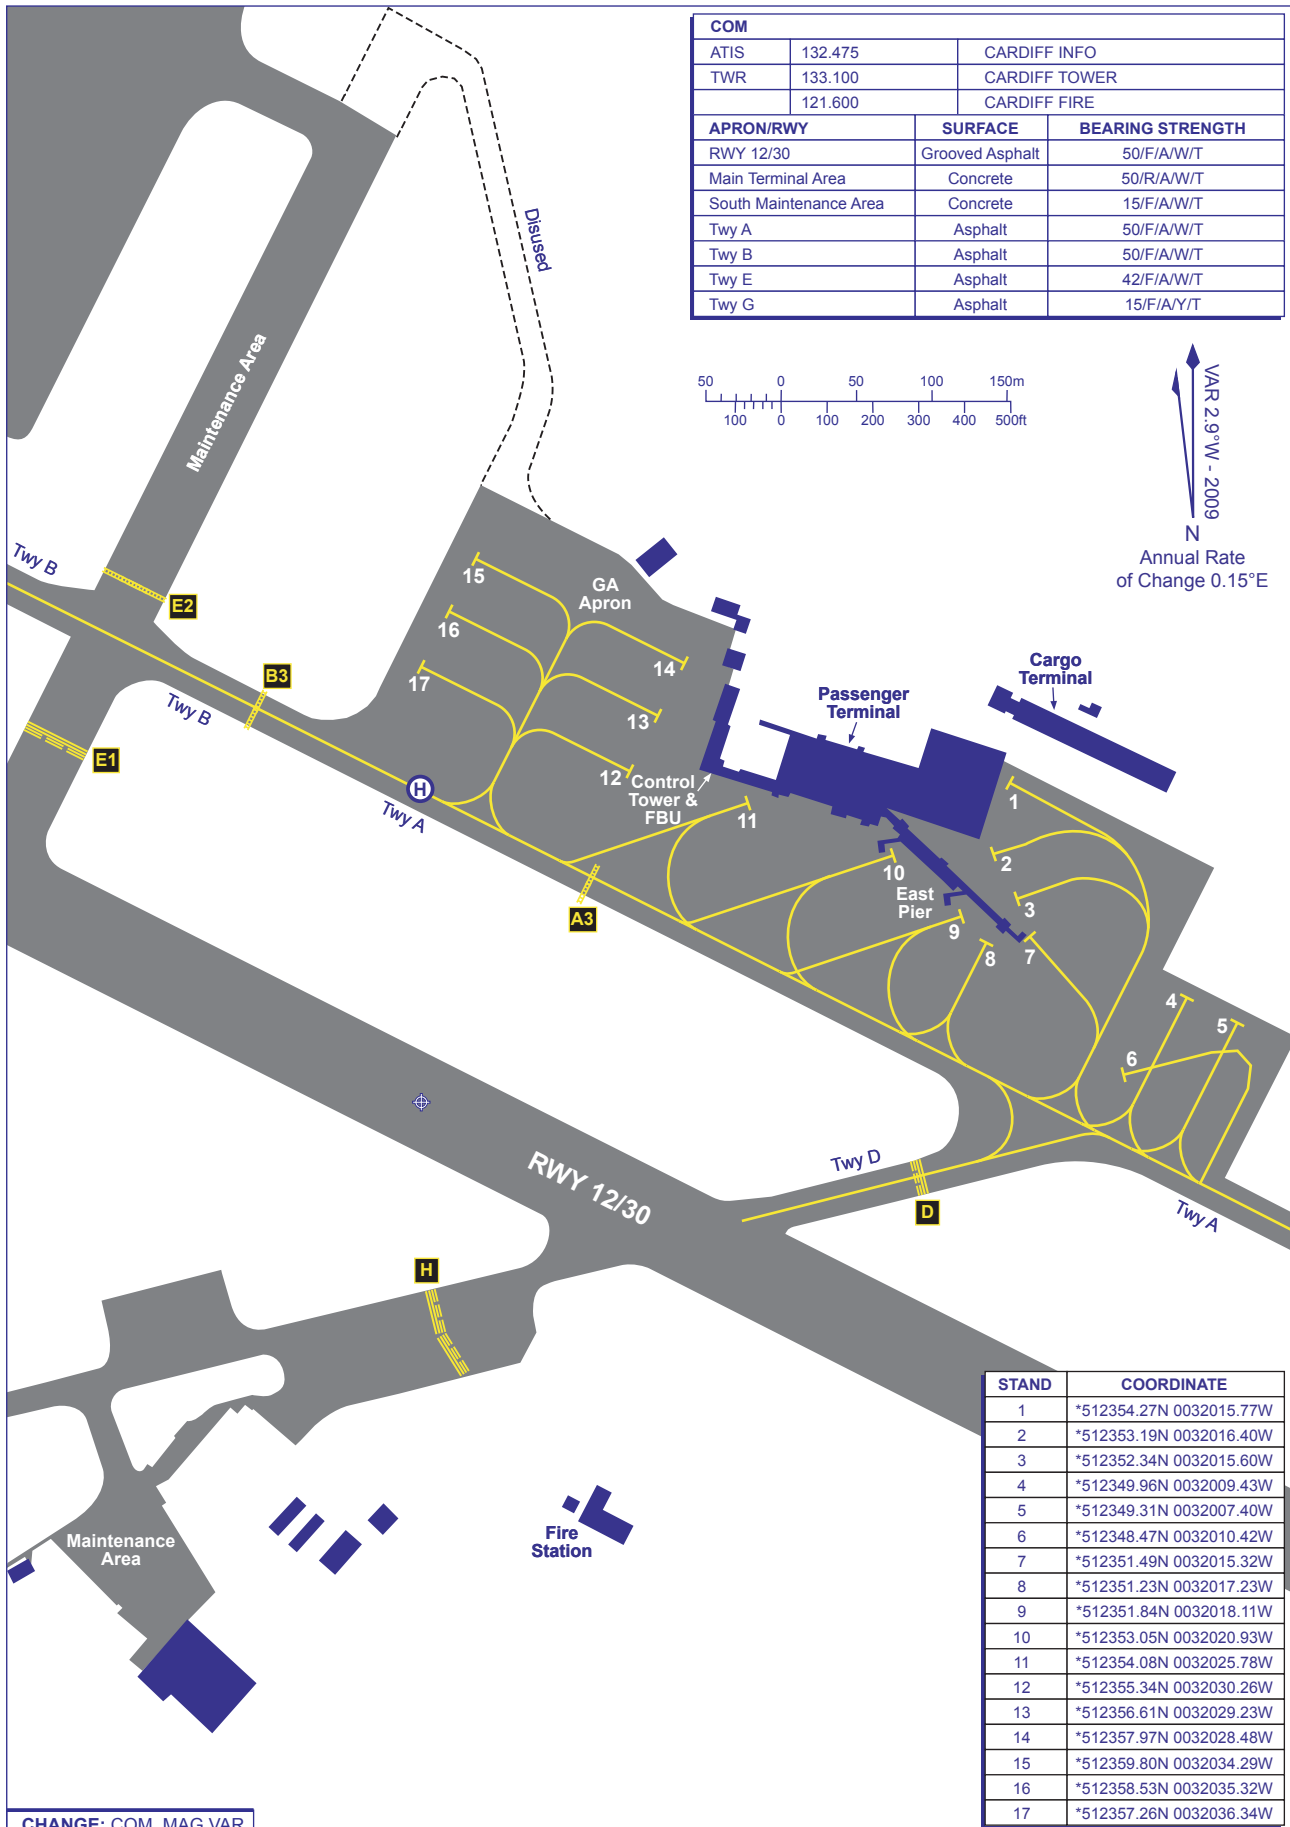 COM
ATIS 132.475 CARDIFF INFO
TWR 133.100 CARDIFF TOWER
121.600 CARDIFF FIRE
APRON/RWY SURFACE BEARING STRENGTH
RWY 12/30 Grooved Asphalt 50/F/A/W/T
Main Terminal Area Concrete 50/R/A/W/T
South Maintenance Area Concrete 15/F/A/W/T
Twy A Asphalt 50/F/A/W/T
Twy B Asphalt 50/F/A/W/T
Twy E Asphalt 42/F/A/W/T
Twy G Asphalt 15/F/A/Y/T
50 0 50 100 150m
100 0 100 200 300 400 500ft
VAR 2.9°W - 2009
N
Annual Rate
of Change 0.15°E
Disused
Maintenance Area
Twy B
E2
B3
Twy B
E1
H
Twy A
A3
15
16
17
GA
Apron
14
13
12
Control
Tower &
FBU
11
Passenger
Terminal
Cargo
Terminal
1
2
3
10
East
Pier
9
8
7
4
5
6
RWY 12/30
Twy D
D
Twy A
H
Maintenance
Area
Fire
Station
STAND COORDINATE
1 *512354.27N 0032015.77W
2 *512353.19N 0032016.40W
3 *512352.34N 0032015.60W
4 *512349.96N 0032009.43W
5 *512349.31N 0032007.40W
6 *512348.47N 0032010.42W
7 *512351.49N 0032015.32W
8 *512351.23N 0032017.23W
9 *512351.84N 0032018.11W
10 *512353.05N 0032020.93W
11 *512354.08N 0032025.78W
12 *512355.34N 0032030.26W
13 *512356.61N 0032029.23W
14 *512357.97N 0032028.48W
15 *512359.80N 0032034.29W
16 *512358.53N 0032035.32W
17 *512357.26N 0032036.34W
CHANGE: COM. MAG VAR